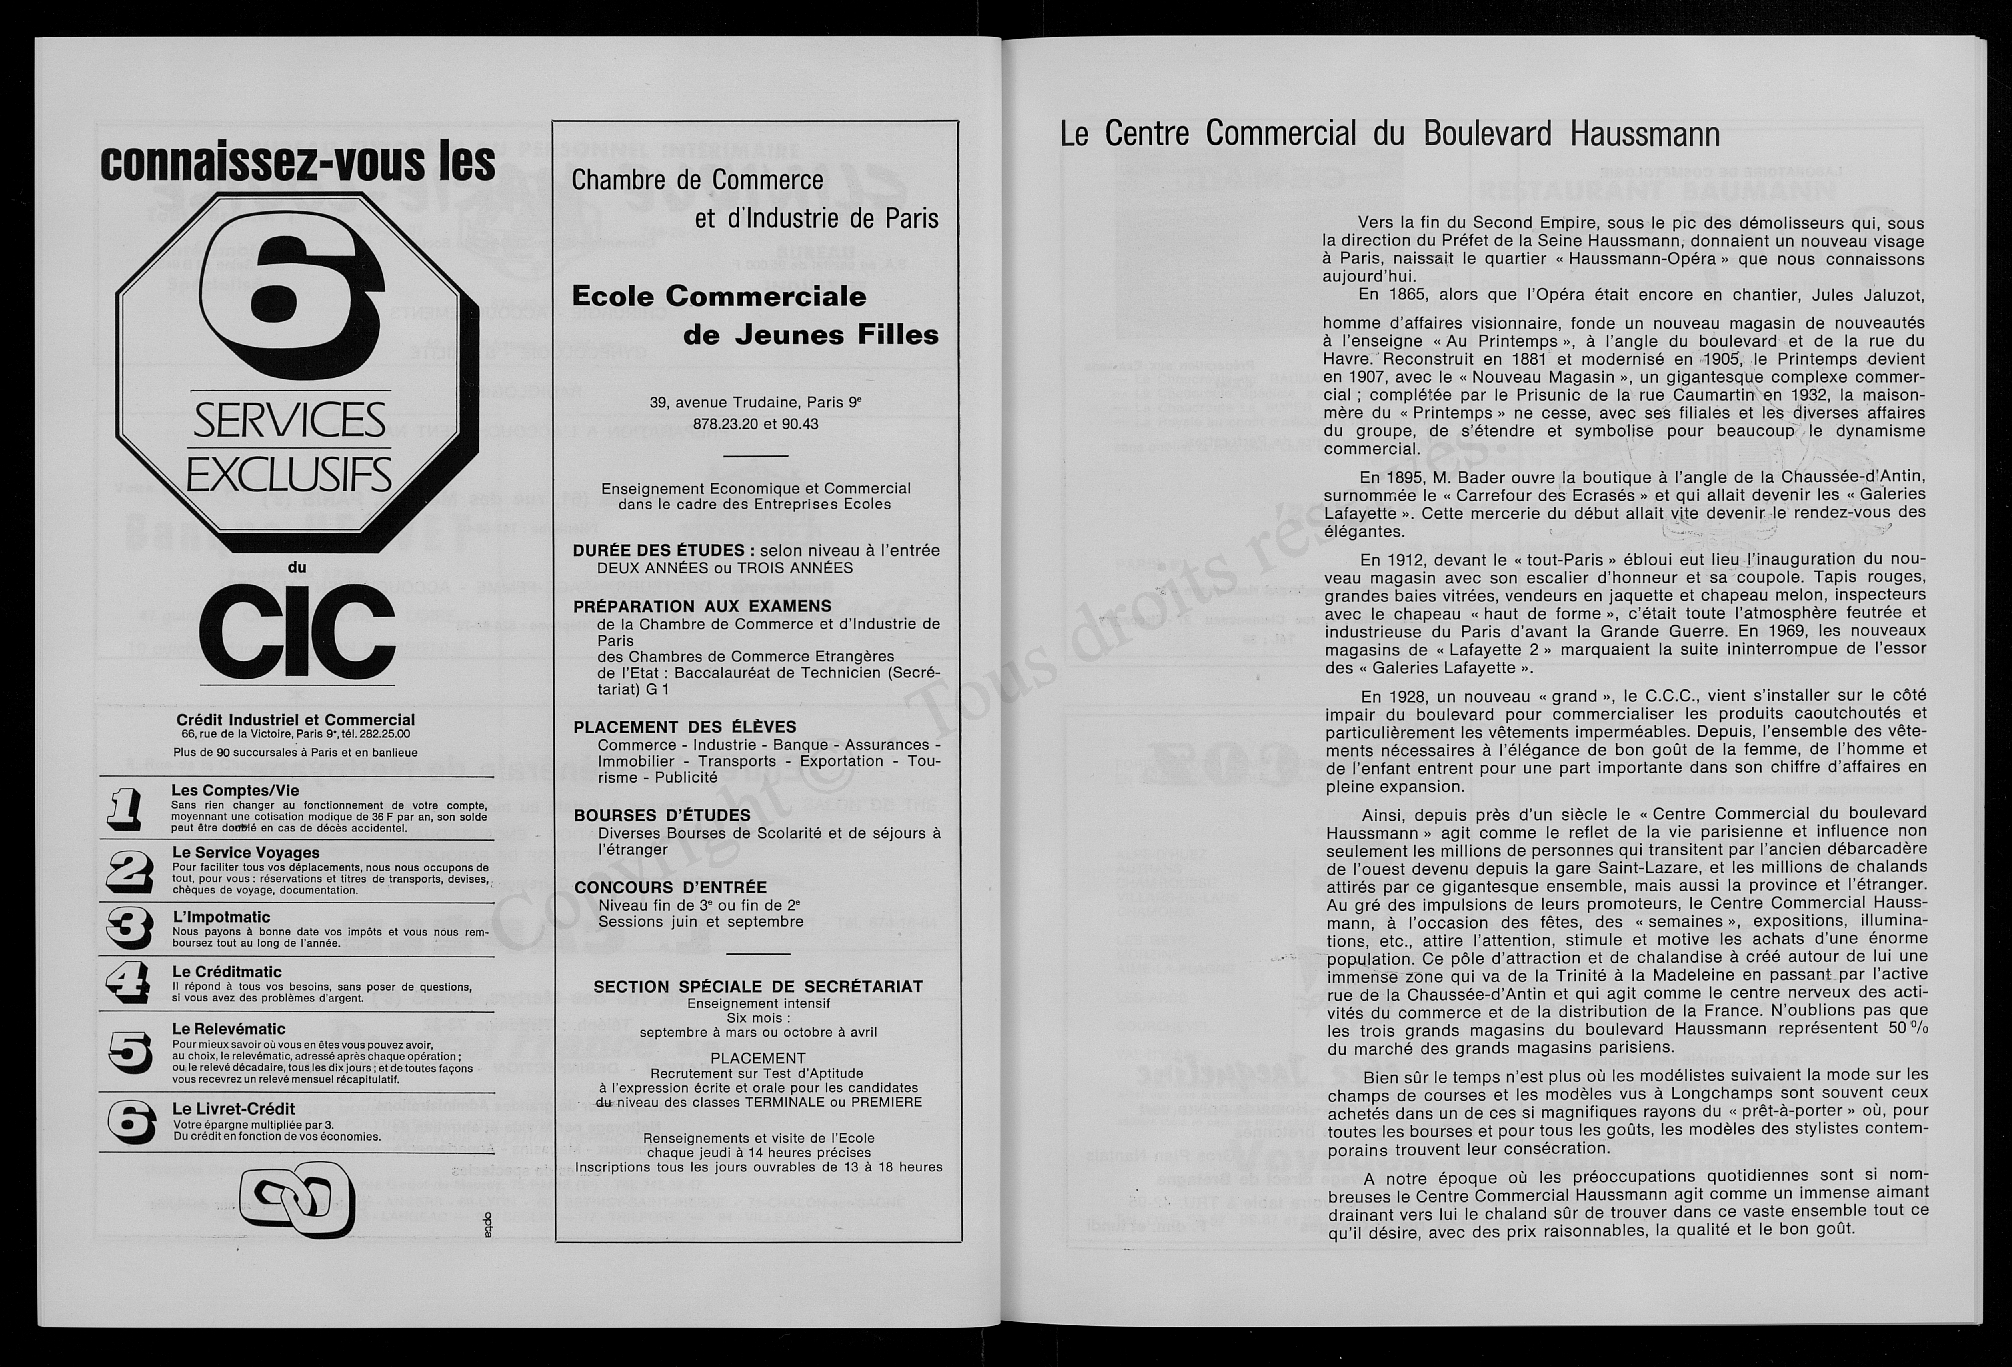 connaissez-vous les
6
SERVICES
EXCLUSIFS
du
CIC
Crédit Industriel et Commercial
66, rue de la Victoire, Paris 9e, tél. 282.25.00
Plus de 90 succursales à Paris et en banlieue
1
Les Comptes/Vie
Sans rien changer au fonctionnement de votre compte,
moyennant une cotisation modique de 36 F par an, son solde
peut être doublé en cas de décès accidentel.
2
Le Service Voyages
Pour faciliter tous vos déplacements, nous nous occupons de
tout, pour vous : réservations et titres de transports, devises,
chèques de voyage, documentation.
3
L'Impotmatic
Nous payons à bonne date vos impôts et vous nous rem-
boursez tout au long de l'année.
4
Le Créditmatic
Il répond à tous vos besoins, sans poser de questions,
si vous avez des problèmes d'argent.
5
Le Relevématic
Pour mieux savoir où vous en êtes vous pouvez avoir,
au choix, le relevématic, adressé après chaque opération ;
ou, le relevé décadaire, tous les dix jours ; et de toutes façons
vous recevrez un relevé mensuel récapitulatif.
6
Le Livret-Crédit
Votre épargne multipliée par 3.
Du crédit en fonction de vos économies.
opta
Chambre de Commerce
et d'Industrie de Paris
Ecole Commerciale
de Jeunes Filles
39, avenue Trudaine, Paris 9e
878.23.20 et 90.43
Enseignement Economique et Commercial
dans le cadre des Entreprises Ecoles
DURÉE DES ÉTUDES : selon niveau à l'entrée
DEUX ANNÉES ou TROIS ANNÉES
PRÉPARATION AUX EXAMENS
de la Chambre de Commerce et d'Industrie de
Paris
des Chambres de Commerce Etrangères
de l'Etat : Baccalauréat de Technicien (Secré-
tariat) G 1
PLACEMENT DES ÉLÈVES
Commerce - Industrie - Banque - Assurances -
Immobilier - Transports - Exportation - Tou-
risme - Publicité
BOURSES D'ÉTUDES
Diverses Bourses de Scolarité et de séjours à
l'étranger
CONCOURS D'ENTRÉE
Niveau fin de 3e ou fin de 2e
Sessions juin et septembre
SECTION SPÉCIALE DE SECRÉTARIAT
Enseignement intensif
Six mois :
septembre à mars ou octobre à avril
PLACEMENT
Recrutement sur Test d'Aptitude
à l'expression écrite et orale pour les candidates
du niveau des classes TERMINALE ou PREMIERE
Renseignements et visite de l'Ecole
chaque jeudi à 14 heures précises
Inscriptions tous les jours ouvrables de 13 à 18 heures
Le Centre Commercial du Boulevard Haussmann
Vers la fin du Second Empire, sous le pic des démolisseurs qui, sous
la direction du Préfet de la Seine Haussmann, donnaient un nouveau visage
à Paris, naissait le quartier « Haussmann-Opéra » que nous connaissons
aujourd'hui.
En 1865, alors que l'Opéra était encore en chantier, Jules Jaluzot,
homme d'affaires visionnaire, fonde un nouveau magasin de nouveautés
à l'enseigne « Au Printemps », à l'angle du boulevard et de la rue du
Havre. Reconstruit en 1881 et modernisé en 1905, le Printemps devient
en 1907, avec le « Nouveau Magasin », un gigantesque complexe commer-
cial ; complétée par le Prisunic de la rue Caumartin en 1932, la maison-
mère du « Printemps » ne cesse, avec ses filiales et les diverses affaires
du groupe, de s'étendre et symbolise pour beaucoup le dynamisme
commercial.
En 1895, M. Bader ouvre la boutique à l'angle de la Chaussée-d'Antin,
surnommée le « Carrefour des Ecrasés » et qui allait devenir les « Galeries
Lafayette ». Cette mercerie du début allait vite devenir le rendez-vous des
élégantes.
En 1912, devant le « tout-Paris » ébloui eut lieu l'inauguration du nou-
veau magasin avec son escalier d'honneur et sa coupole. Tapis rouges,
grandes baies vitrées, vendeurs en jaquette et chapeau melon, inspecteurs
avec le chapeau « haut de forme », c'était toute l'atmosphère feutrée et
industrieuse du Paris d'avant la Grande Guerre. En 1969, les nouveaux
magasins de « Lafayette 2 » marquaient la suite ininterrompue de l'essor
des « Galeries Lafayette ».
En 1928, un nouveau « grand », le C.C.C., vient s'installer sur le côté
impair du boulevard pour commercialiser les produits caoutchoutés et
particulièrement les vêtements imperméables. Depuis, l'ensemble des vête-
ments nécessaires à l'élégance de bon goût de la femme, de l'homme et
de l'enfant entrent pour une part importante dans son chiffre d'affaires en
pleine expansion.
Ainsi, depuis près d'un siècle le « Centre Commercial du boulevard
Haussmann » agit comme le reflet de la vie parisienne et influence non
seulement les millions de personnes qui transitent par l'ancien débarcadère
de l'ouest devenu depuis la gare Saint-Lazare, et les millions de chalands
attirés par ce gigantesque ensemble, mais aussi la province et l'étranger.
Au gré des impulsions de leurs promoteurs, le Centre Commercial Hauss-
mann, à l'occasion des fêtes, des « semaines », expositions, illumina-
tions, etc., attire l'attention, stimule et motive les achats d'une énorme
population. Ce pôle d'attraction et de chalandise à créé autour de lui une
immense zone qui va de la Trinité à la Madeleine en passant par l'active
rue de la Chaussée-d'Antin et qui agit comme le centre nerveux des acti-
vités du commerce et de la distribution de la France. N'oublions pas que
les trois grands magasins du boulevard Haussmann représentent 50 %
du marché des grands magasins parisiens.
Bien sûr le temps n'est plus où les modélistes suivaient la mode sur les
champs de courses et les modèles vus à Longchamps sont souvent ceux
achetés dans un de ces si magnifiques rayons du « prêt-à-porter » où, pour
toutes les bourses et pour tous les goûts, les modèles des stylistes contem-
porains trouvent leur consécration.
A notre époque où les préoccupations quotidiennes sont si nom-
breuses le Centre Commercial Haussmann agit comme un immense aimant
drainant vers lui le chaland sûr de trouver dans ce vaste ensemble tout ce
qu'il désire, avec des prix raisonnables, la qualité et le bon goût.
Copyright © - Tous droits réservés.